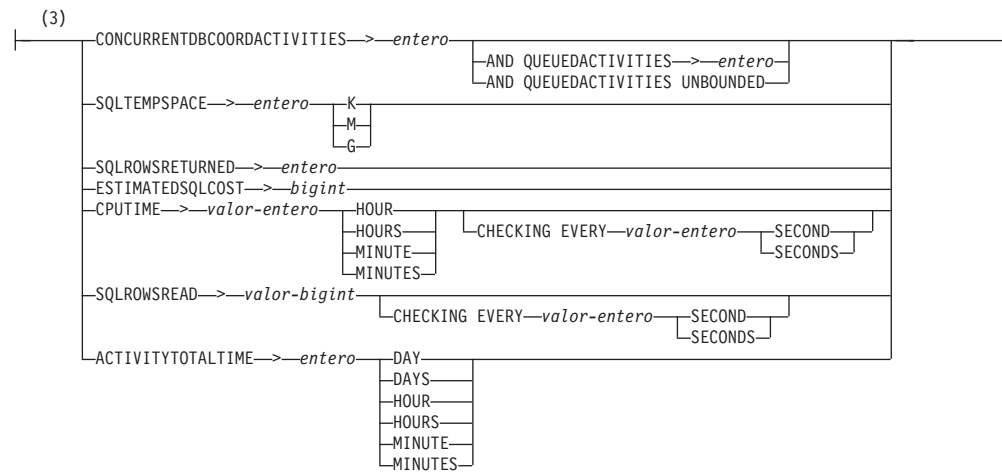 (3)
CONCURRENTDBCOORDACTIVITIES > entero
AND QUEUEDACTIVITIES > entero
AND QUEUEDACTIVITIES UNBOUNDED
SQLTEMPSPACE > entero K
M
G
SQLROWSRETURNED > entero
ESTIMATEDSQLCOST > bigint
CPUTIME > valor-entero HOUR
HOURS
MINUTE
MINUTES
CHECKING EVERY valor-entero SECOND
SECONDS
SQLROWSREAD > valor-bigint
CHECKING EVERY valor-entero SECOND
SECONDS
ACTIVITYTOTALTIME > entero DAY
DAYS
HOUR
HOURS
MINUTE
MINUTES